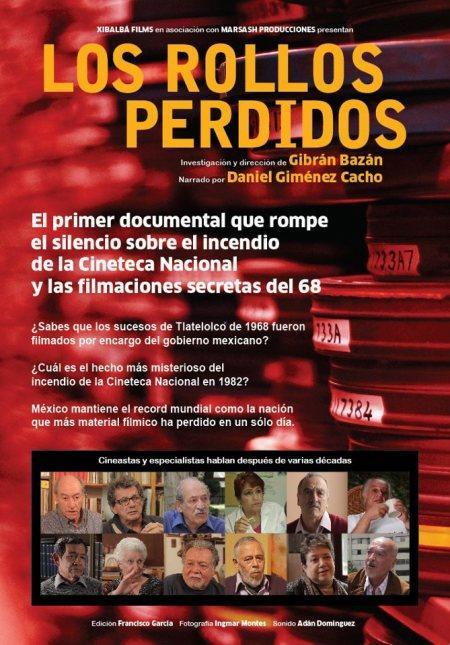 XIBALBÁ FILMS en asociación con MARSASH PRODUCCIONES presentan
LOS ROLLOS
PERDIDOS
Investigación y dirección de Gibrán Bazán
Narrado por Daniel Giménez Cacho
El primer documental que rompe
el silencio sobre el incendio
de la Cineteca Nacional
y las filmaciones secretas del 68
¿Sabes que los sucesos de Tlatelolco de 1968 fueron
filmados por encargo del gobierno mexicano?
¿Cuál es el hecho más misterioso del
incendio de la Cineteca Nacional en 1982?
México mantiene el record mundial como la nación
que más material fílmico ha perdido en un sólo día.
733A7
733A
117384
Cineastas y especialistas hablan después de varias décadas
Edición Francisco García Fotografía Ingmar Montes Sonido Adán Domínguez